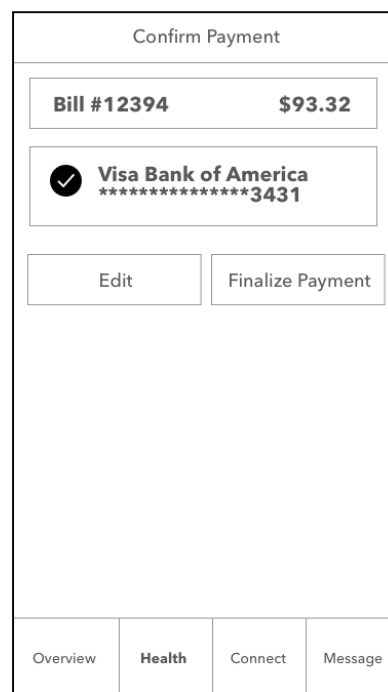 Confirm Payment
Bill #12394 $93.32
Visa Bank of America
***************3431
Edit Finalize Payment
Overview Health Connect Message